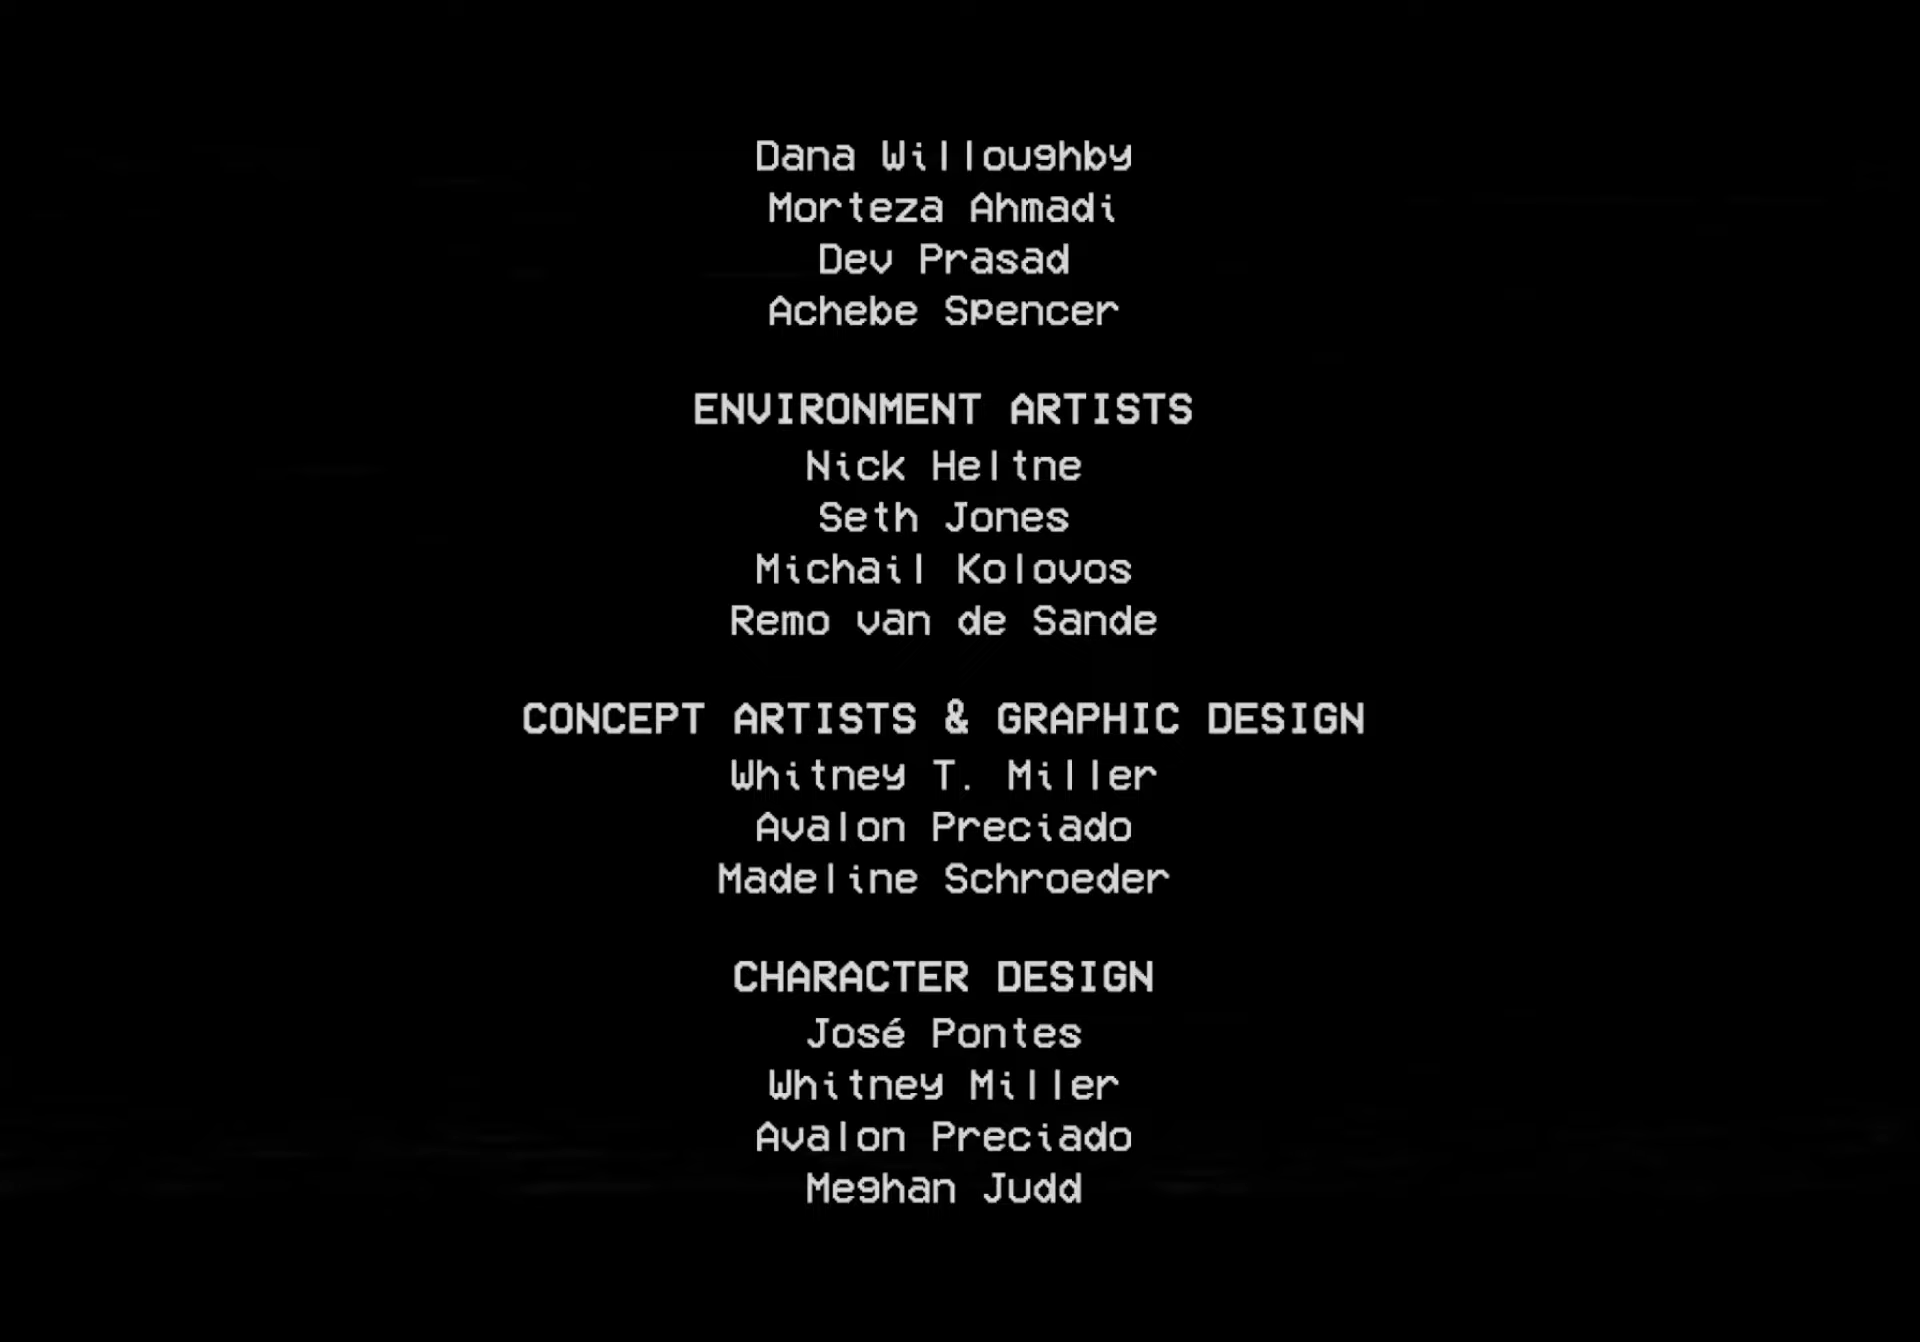 Dana Willoughby
Morteza Ahmadi
Dev Prasad
Achebe Spencer
ENVIRONMENT ARTISTS
Nick Heltne
Seth Jones
Michail Kolovos
Remo van de Sande
CONCEPT ARTISTS & GRAPHIC DESIGN
Whitney T. Miller
Avalon Preciado
Madeline Schroeder
CHARACTER DESIGN
José Pontes
Whitney Miller
Avalon Preciado
Meghan Judd